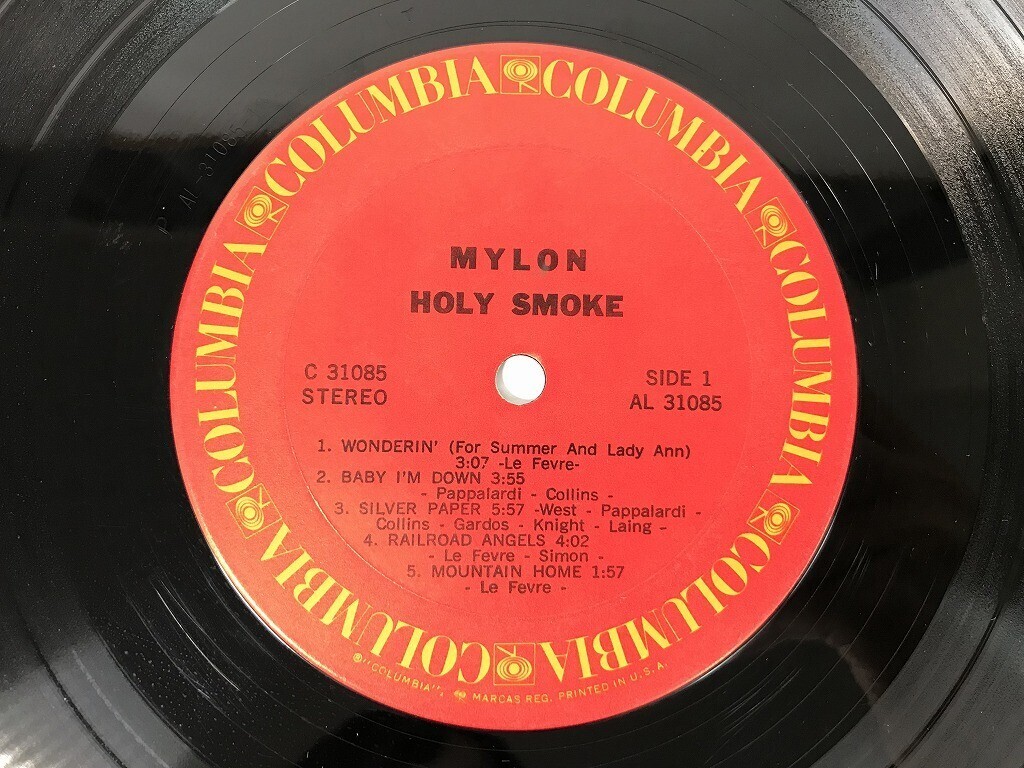 COLUMBIA COLUMBIA COLUMBIA COLUMBIA COLUMBIA COLUMBIA COLUMBIA COLUMBIA
MYLON
HOLY SMOKE
C 31085
STEREO
SIDE 1
AL 31085
1. WONDERIN' (For Summer And Lady Ann)
3:07 -Le Fevre-
2. BABY I'M DOWN 3:55
- Pappalardi - Collins -
3. SILVER PAPER 5:57 -West - Pappalardi -
Collins - Gardos - Knight - Laing -
4. RAILROAD ANGELS 4:02
- Le Fevre - Simon -
5. MOUNTAIN HOME 1:57
- Le Fevre -
®"COLUMBIA", MARCAS REG. PRINTED IN U.S.A.